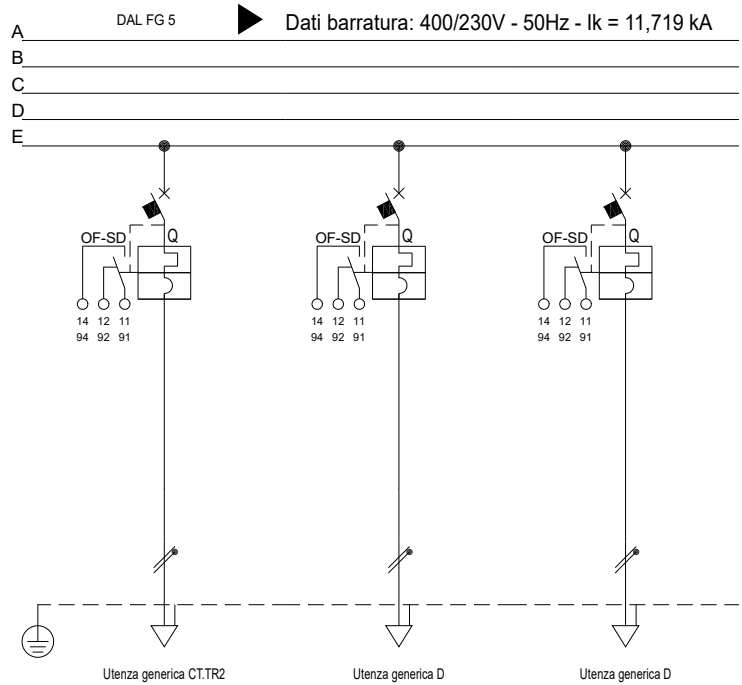 DAL FG 5 Dati barratura: 400/230V - 50Hz - Ik = 11,719 kA
A
B
C
D
E
OF-SD Q OF-SD Q OF-SD Q
14 12 11 14 12 11 14 12 11
94 92 91 94 92 91 94 92 91
Utenza generica CT.TR2 Utenza generica D Utenza generica D